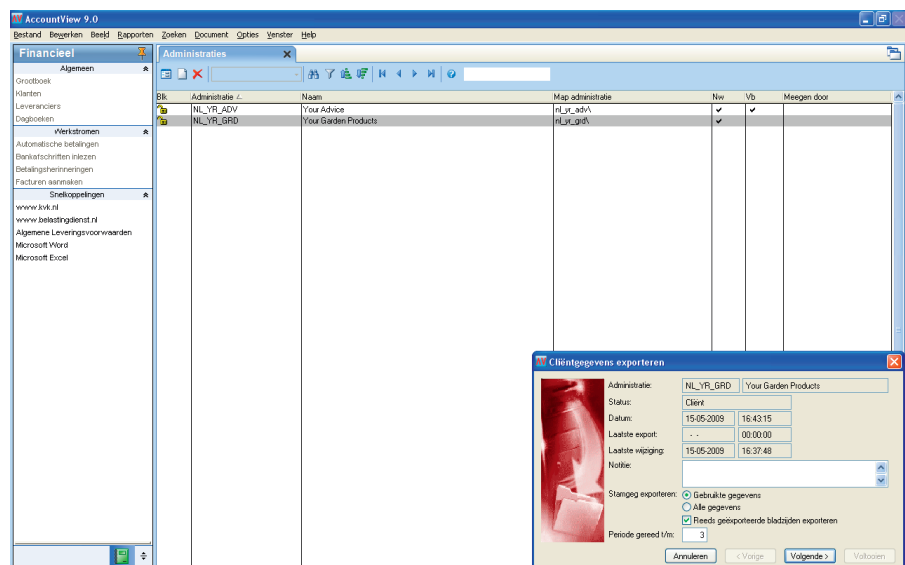 AccountView 9.0
Bestand Bewerken Beeld Rapporten Zoeken Document Opties Venster Help
Financieel
Algemeen
Grootboek
Klanten
Leveranciers
Dagboeken
Werkstromen
Automatische betalingen
Bankafschriften inlezen
Betalingsherinneringen
Facturen aanmaken
Snelkoppelingen
www.kvk.nl
www.belastingdienst.nl
Algemene Leveringsvoorwaarden
Microsoft Word
Microsoft Excel
Administraties
Blk Administratie Naam Map administratie Nw Vb Meegen door
NL_YR_ADV Your Advice nl_yr_adv\
NL_YR_GRD Your Garden Products nl_yr_grd\
Cliëntgegevens exporteren
Administratie: NL_YR_GRD Your Garden Products
Status: Cliënt
Datum: 15-05-2009 16:43:15
Laatste export: - - 00:00:00
Laatste wijziging: 15-05-2009 16:37:48
Notitie:
Stamgeg exporteren: Gebruikte gegevens
Alle gegevens
Reeds geëxporteerde bladzijden exporteren
Periode gereed t/m: 3
Annuleren < Vorige Volgende > Voltooien